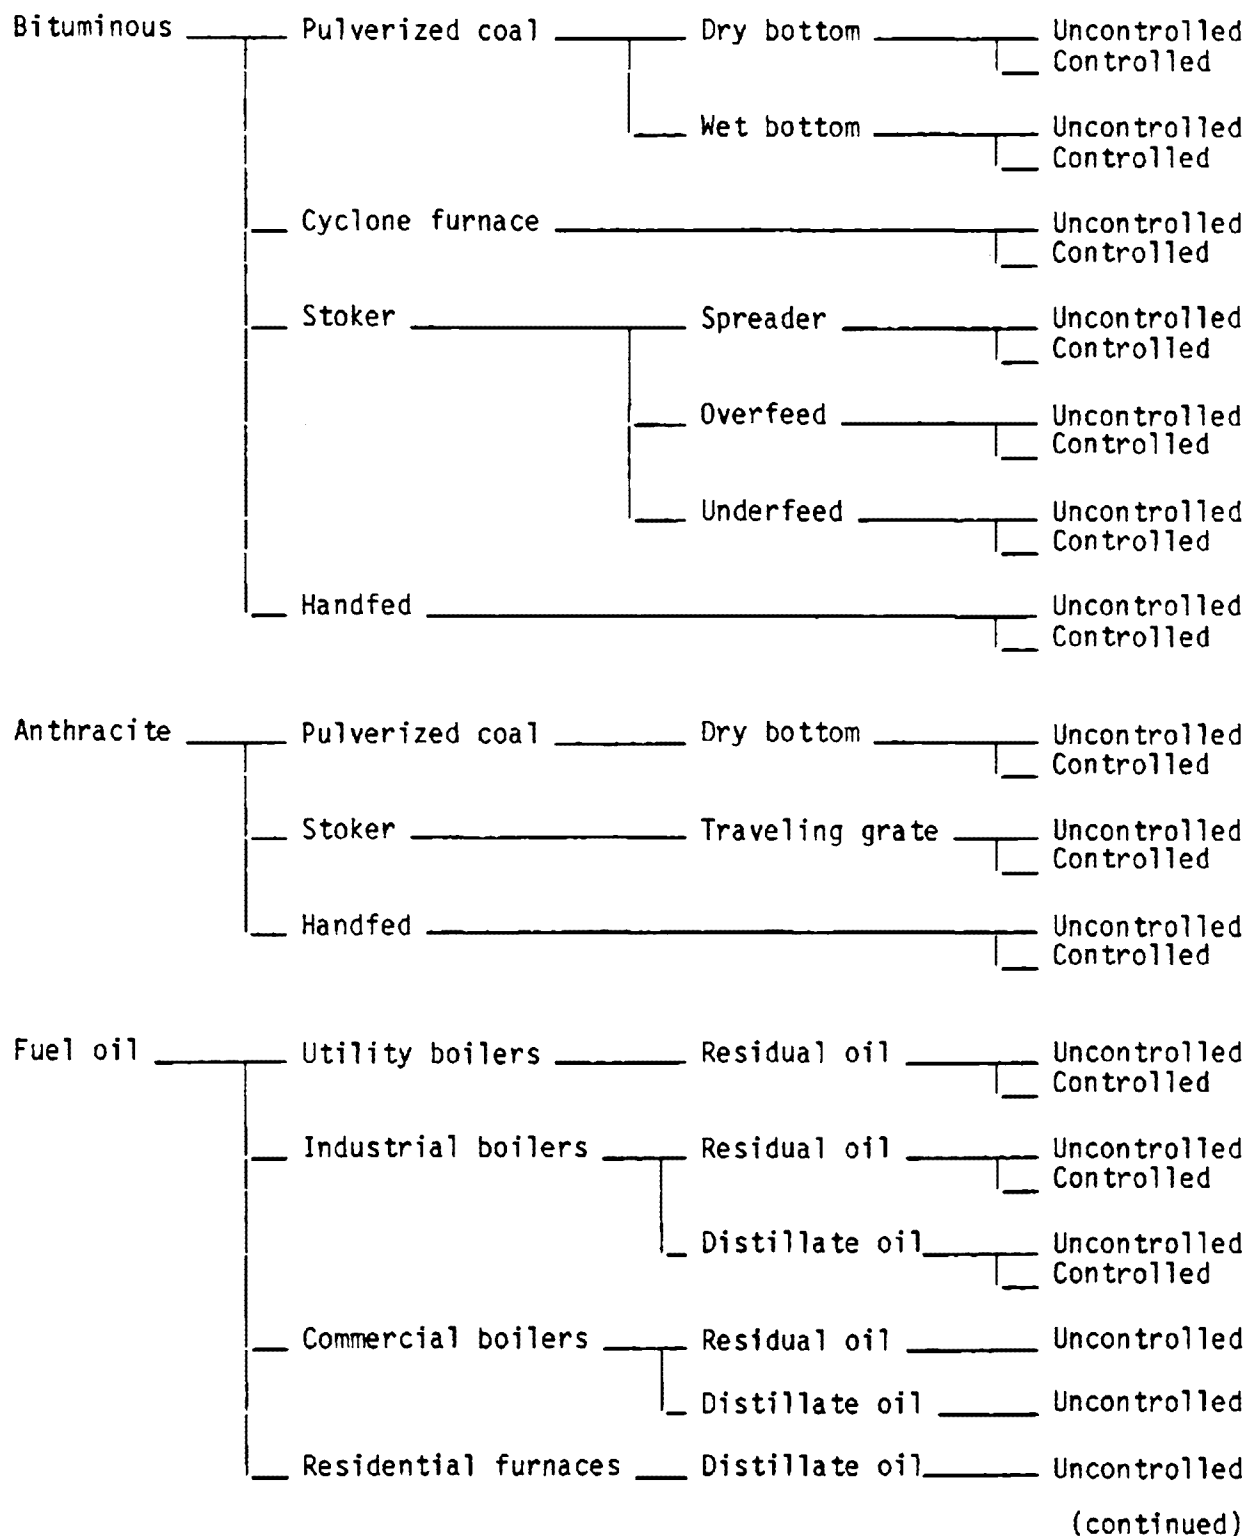 Bituminous Pulverized coal Dry bottom Uncontrolled
Controlled
Wet bottom Uncontrolled
Controlled
Cyclone furnace Uncontrolled
Controlled
Stoker Spreader Uncontrolled
Controlled
Overfeed Uncontrolled
Controlled
Underfeed Uncontrolled
Controlled
Handfed Uncontrolled
Controlled
Anthracite Pulverized coal Dry bottom Uncontrolled
Controlled
Stoker Traveling grate Uncontrolled
Controlled
Handfed Uncontrolled
Controlled
Fuel oil Utility boilers Residual oil Uncontrolled
Controlled
Industrial boilers Residual oil Uncontrolled
Controlled
Distillate oil Uncontrolled
Controlled
Commercial boilers Residual oil Uncontrolled
Distillate oil Uncontrolled
Residential furnaces Distillate oil Uncontrolled
(continued)